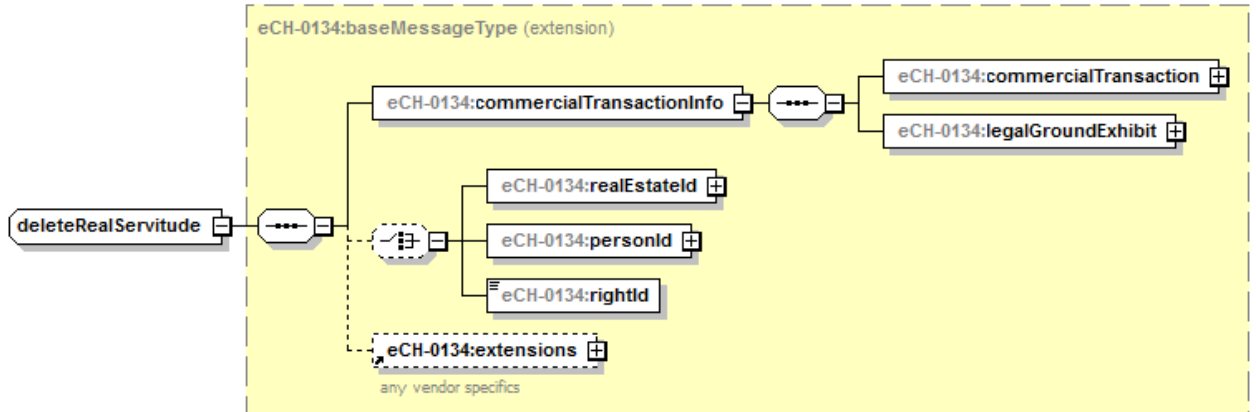 eCH-0134:baseMessageType (extension)
eCH-0134:commercialTransaction
eCH-0134:commercialTransactionInfo
eCH-0134:legalGroundExhibit
eCH-0134:realEstateId
deleteRealServitude
eCH-0134:personId
eCH-0134:rightId
eCH-0134:extensions
any vendor specifics